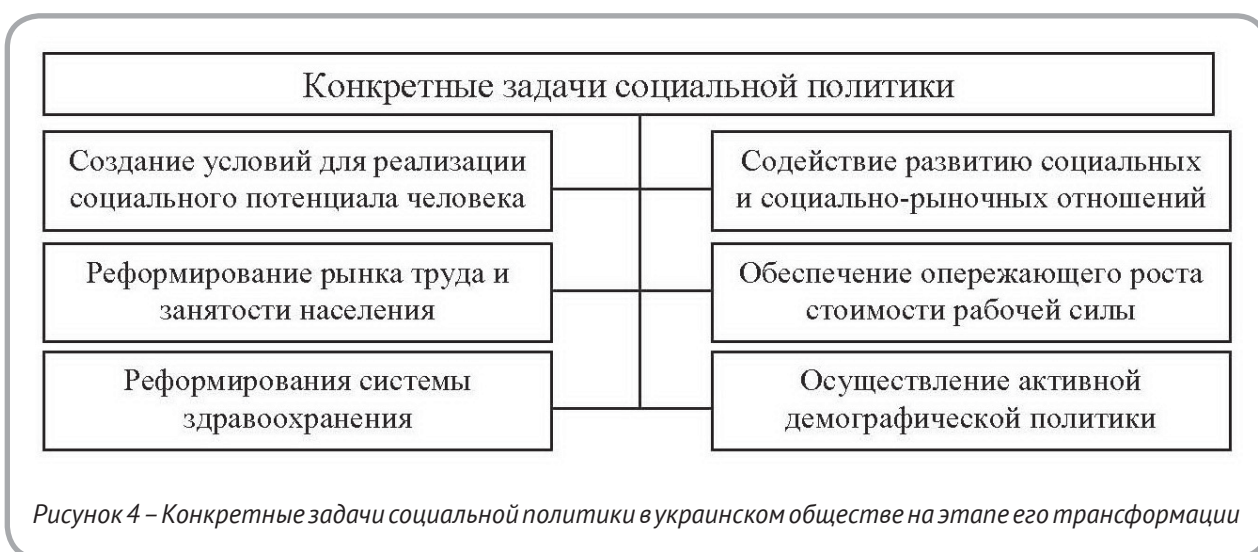 Конкретные задачи социальной политики
Создание условий для реализации
социального потенциала человека
Содействие развитию социальных
и социально-рыночных отношений
Реформирование рынка труда и
занятости населения
Обеспечение опережающего роста
стоимости рабочей силы
Реформирования системы
здравоохранения
Осуществление активной
демографической политики
Рисунок 4 – Конкретные задачи социальной политики в украинском обществе на этапе его трансформации